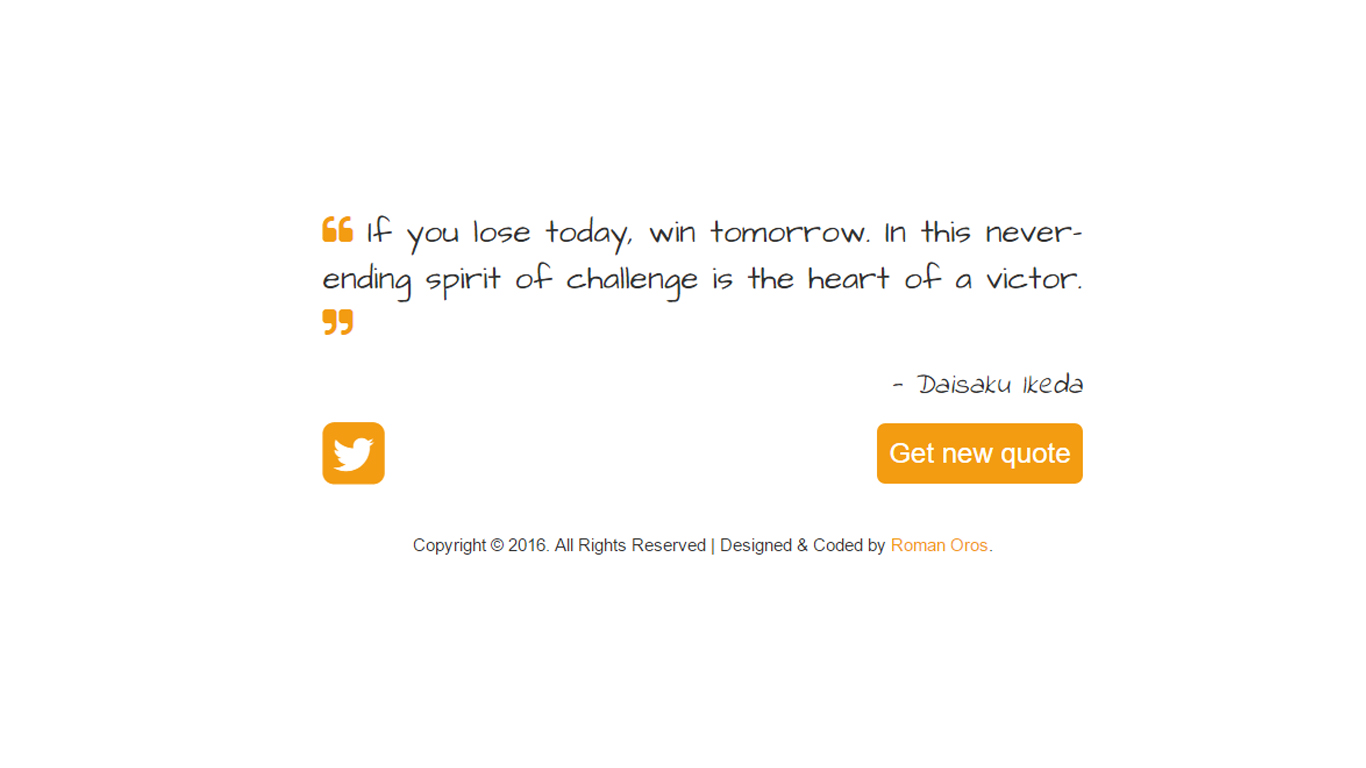 ❝ If you lose today, win tomorrow. In this never-
ending spirit of challenge is the heart of a victor.
❞
- Daisaku Ikeda
Get new quote
Copyright © 2016. All Rights Reserved | Designed & Coded by Roman Oros.